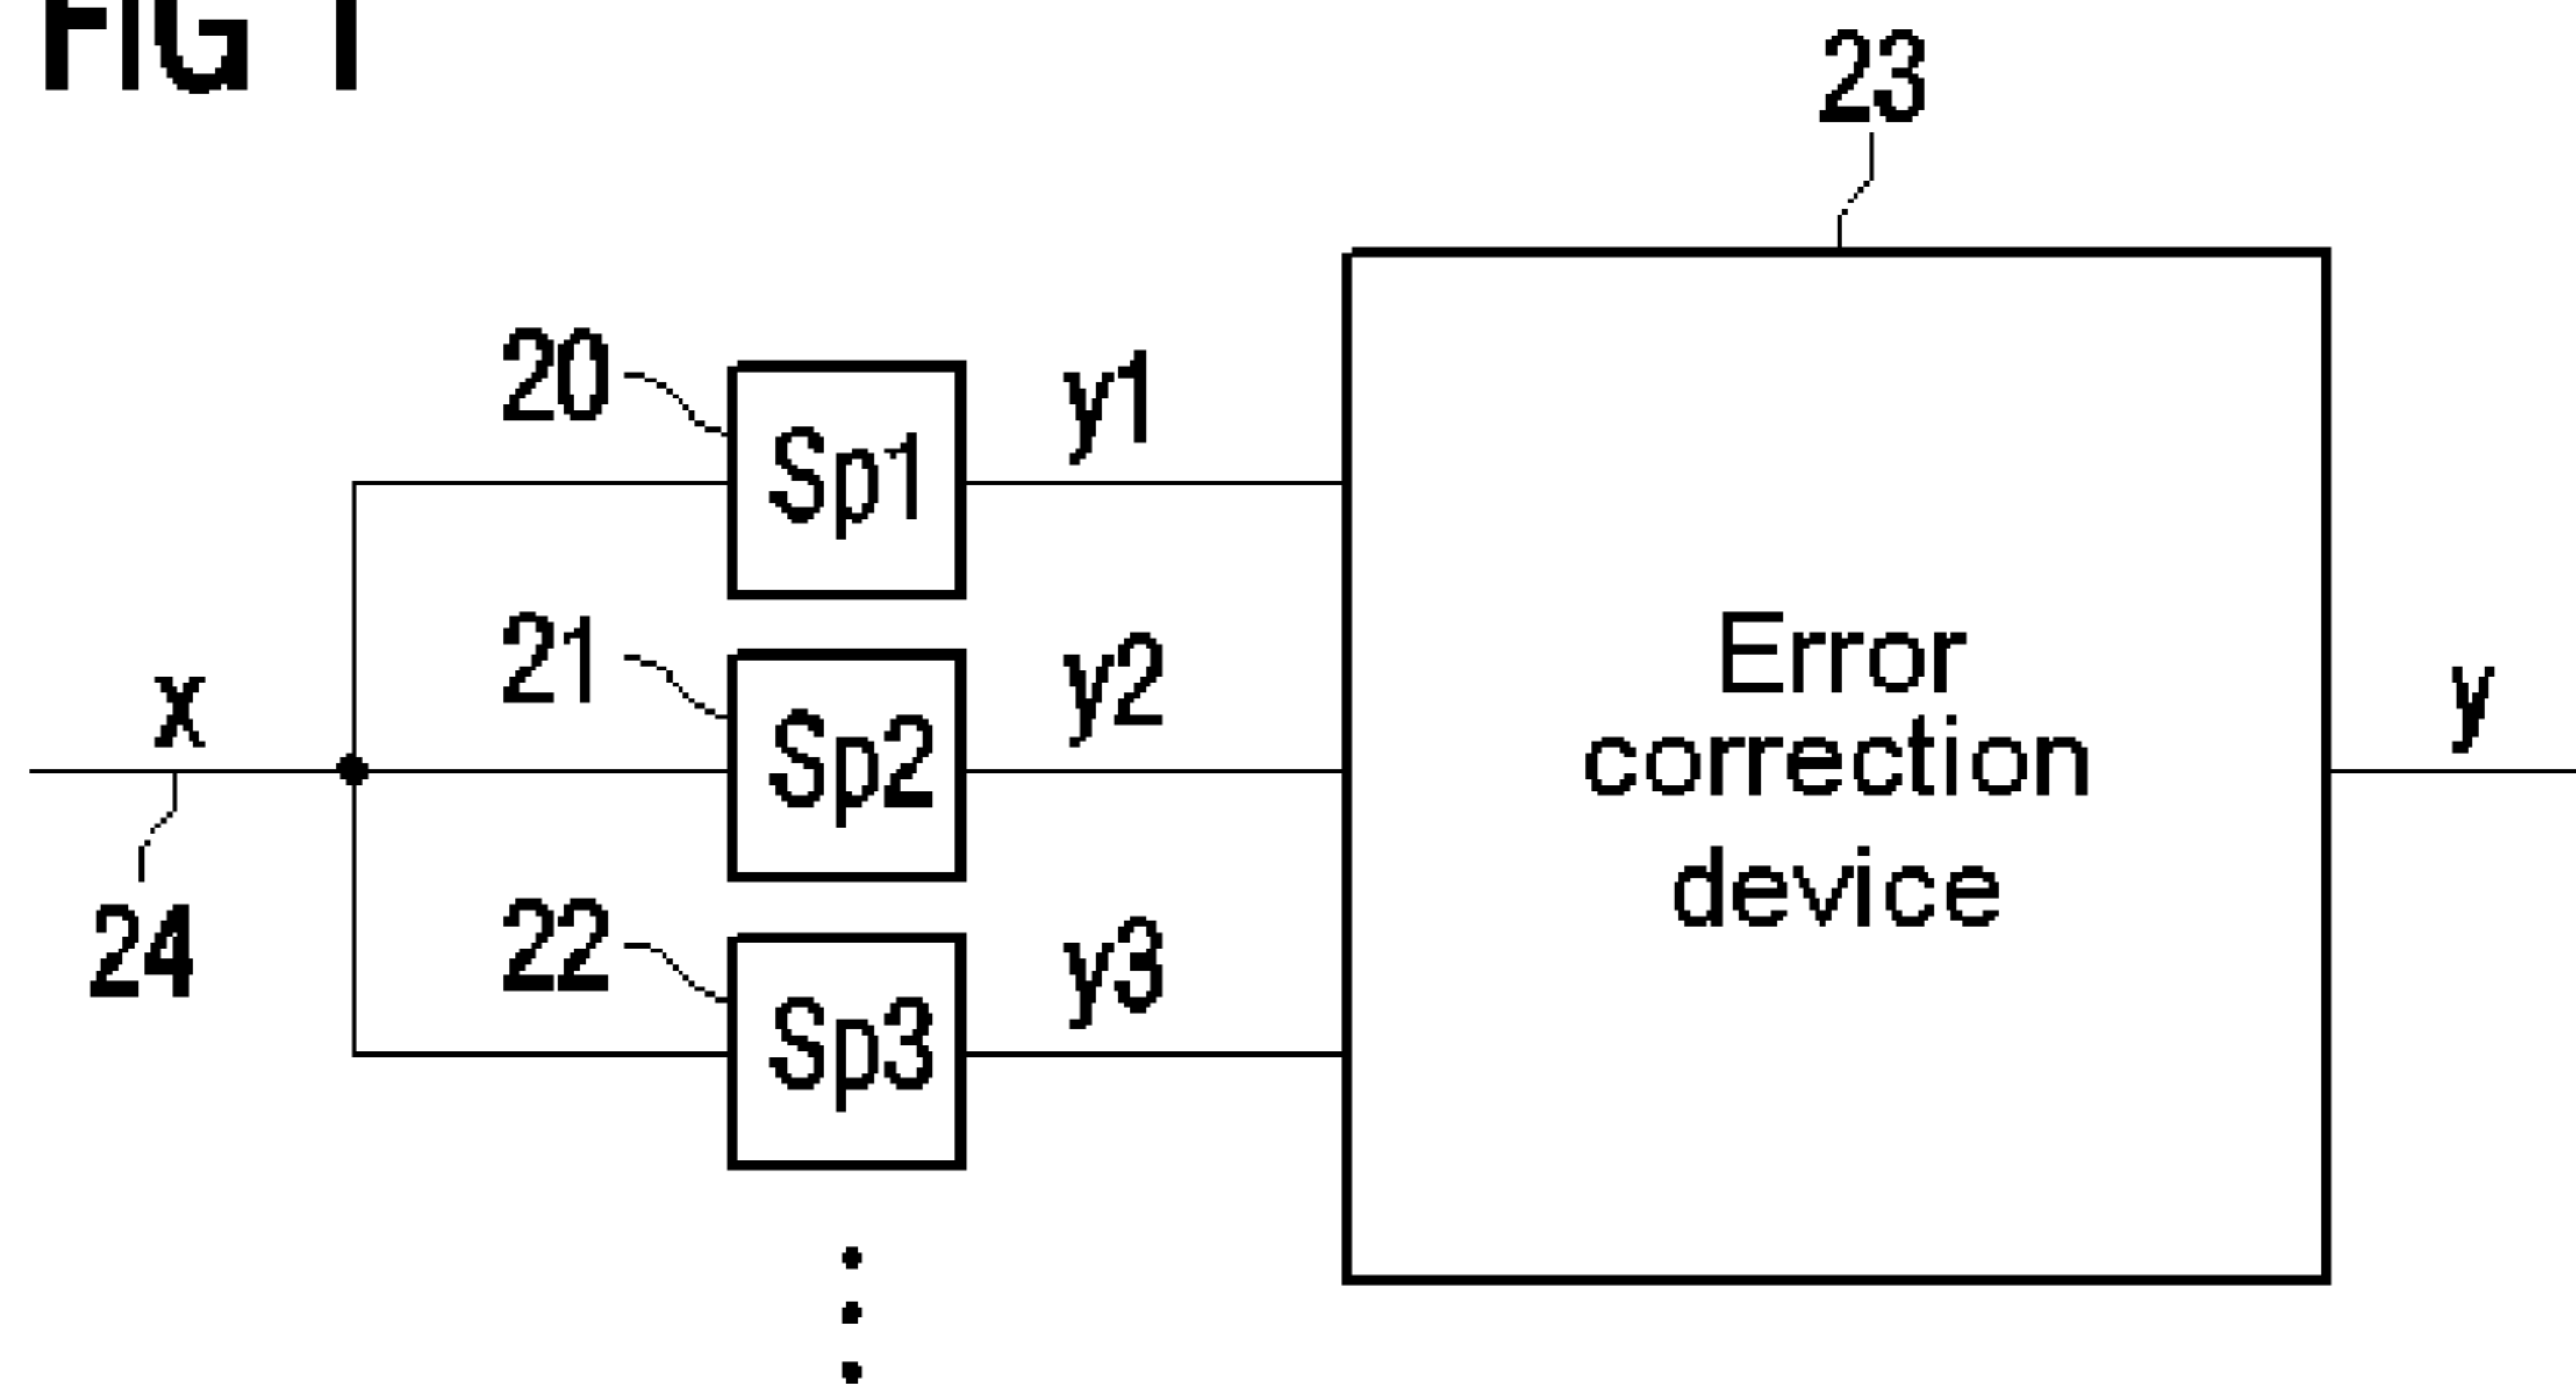 FIG 1
23
20
Sp1
y1
21
Sp2
y2
x
24
22
Sp3
y3
Error
correction
device
y